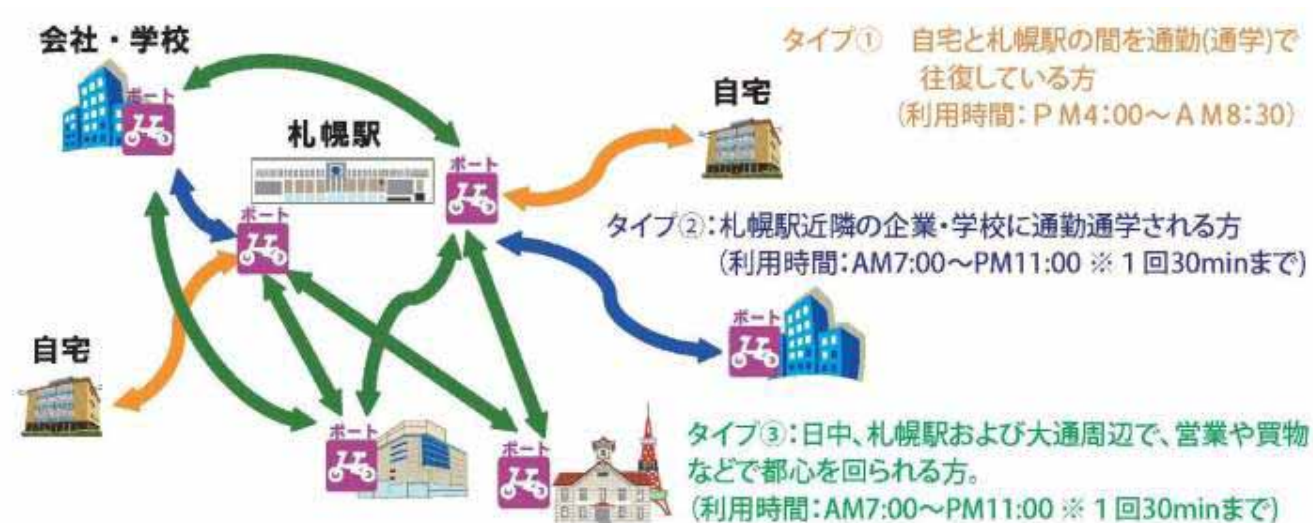 会社・学校
ポート
札幌駅
ポート
ポート
自宅
タイプ① 自宅と札幌駅の間を通勤(通学)で
往復している方
(利用時間：PM4:00～AM8:30)
タイプ②：札幌駅近隣の企業・学校に通勤通学される方
(利用時間：AM7:00～PM11:00 ※1回30minまで)
ポート
自宅
ポート
ポート
タイプ③：日中、札幌駅および大通周辺で、営業や買物
などで都心を回られる方。
(利用時間：AM7:00～PM11:00 ※1回30minまで)